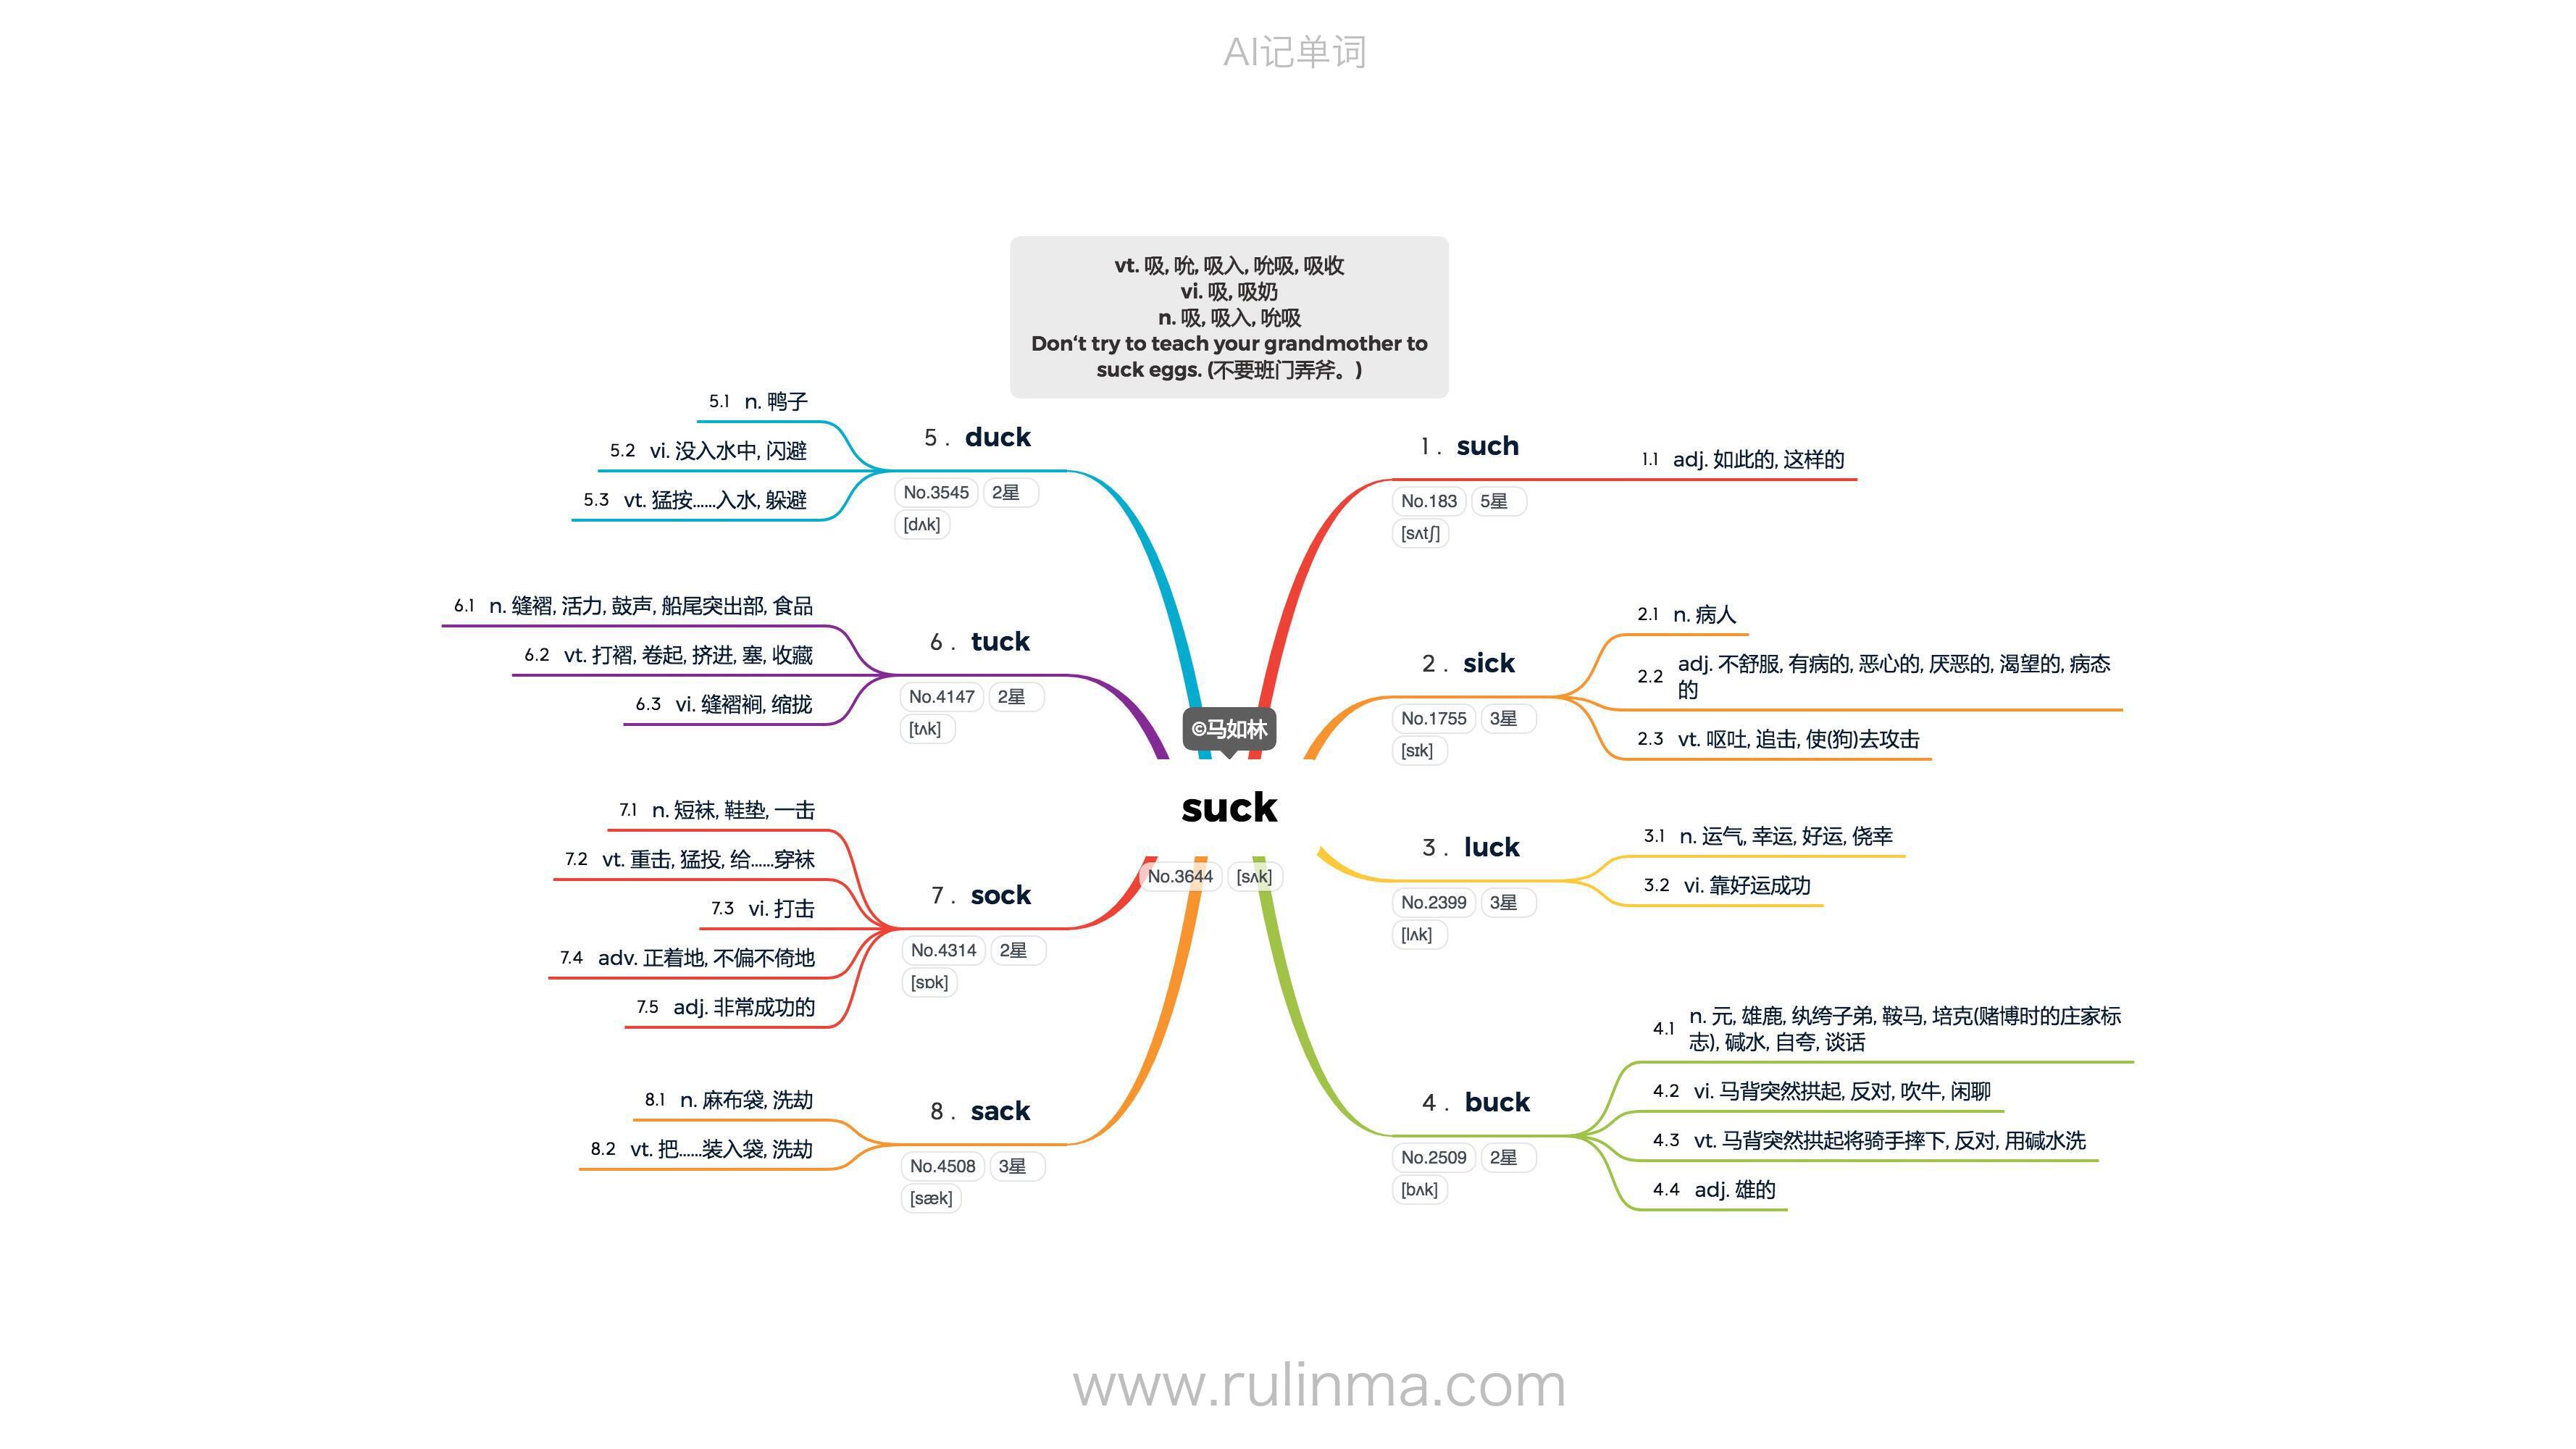 AI记单词
vt. 吸, 吮, 吸入, 吮吸, 吸收
vi. 吸, 吸奶
n. 吸, 吸入, 吮吸
Don‘t try to teach your grandmother to
suck eggs. (不要班门弄斧。)
©马如林
suck
No.3644 [sʌk]
1 . such
No.183 5星
[sʌtʃ]
1.1 adj. 如此的, 这样的
2 . sick
No.1755 3星
[sɪk]
2.1 n. 病人
2.2 adj. 不舒服, 有病的, 恶心的, 厌恶的, 渴望的, 病态
的
2.3 vt. 呕吐, 追击, 使(狗)去攻击
3 . luck
No.2399 3星
[lʌk]
3.1 n. 运气, 幸运, 好运, 侥幸
3.2 vi. 靠好运成功
4 . buck
No.2509 2星
[bʌk]
4.1 n. 元, 雄鹿, 纨绔子弟, 鞍马, 培克(赌博时的庄家标
志), 碱水, 自夸, 谈话
4.2 vi. 马背突然拱起, 反对, 吹牛, 闲聊
4.3 vt. 马背突然拱起将骑手摔下, 反对, 用碱水洗
4.4 adj. 雄的
5 . duck
No.3545 2星
[dʌk]
5.1 n. 鸭子
5.2 vi. 没入水中, 闪避
5.3 vt. 猛按......入水, 躲避
6 . tuck
No.4147 2星
[tʌk]
6.1 n. 缝褶, 活力, 鼓声, 船尾突出部, 食品
6.2 vt. 打褶, 卷起, 挤进, 塞, 收藏
6.3 vi. 缝褶裥, 缩拢
7 . sock
No.4314 2星
[sɒk]
7.1 n. 短袜, 鞋垫, 一击
7.2 vt. 重击, 猛投, 给......穿袜
7.3 vi. 打击
7.4 adv. 正着地, 不偏不倚地
7.5 adj. 非常成功的
8 . sack
No.4508 3星
[sæk]
8.1 n. 麻布袋, 洗劫
8.2 vt. 把......装入袋, 洗劫
www.rulinma.com